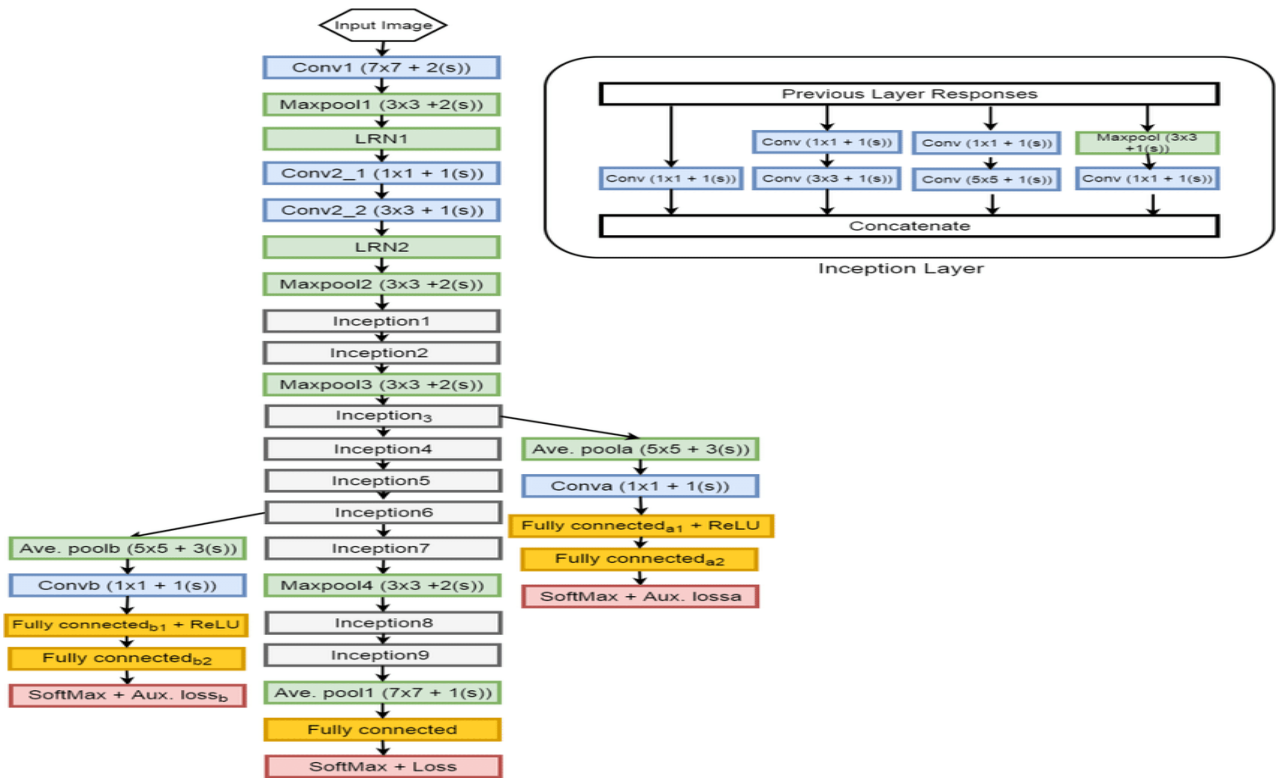 Input Image
Conv1 (7x7 + 2(s))
Maxpool1 (3x3 +2(s))
LRN1
Conv2_1 (1x1 + 1(s))
Conv2_2 (3x3 + 1(s))
LRN2
Maxpool2 (3x3 +2(s))
Inception1
Inception2
Maxpool3 (3x3 +2(s))
Inception3
Inception4
Inception5
Inception6
Inception7
Maxpool4 (3x3 +2(s))
Inception8
Inception9
Ave. pool1 (7x7 + 1(s))
Fully connected
SoftMax + Loss
Ave. poolb (5x5 + 3(s))
Convb (1x1 + 1(s))
Fully connectedb1 + ReLU
Fully connectedb2
SoftMax + Aux. lossb
Ave. poola (5x5 + 3(s))
Conva (1x1 + 1(s))
Fully connecteda1 + ReLU
Fully connecteda2
SoftMax + Aux. lossa
Previous Layer Responses
Conv (1x1 + 1(s))
Conv (1x1 + 1(s))
Conv (3x3 + 1(s))
Conv (1x1 + 1(s))
Conv (5x5 + 1(s))
Maxpool (3x3
+1(s))
Conv (1x1 + 1(s))
Concatenate
Inception Layer